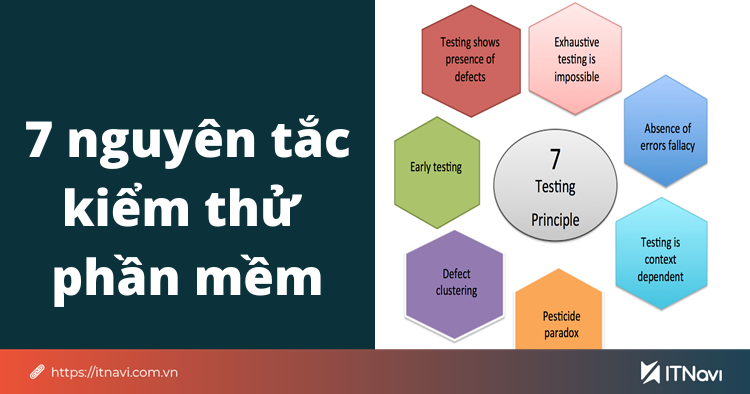 7 nguyên tắc
kiểm thử
phần mềm
Testing shows
presence of
defects
Exhaustive
testing is
impossible
Absence of
errors fallacy
Early testing
7
Testing
Principle
Testing is
context
dependent
Defect
clustering
Pesticide
paradox
https://itnavi.com.vn
ITNavi